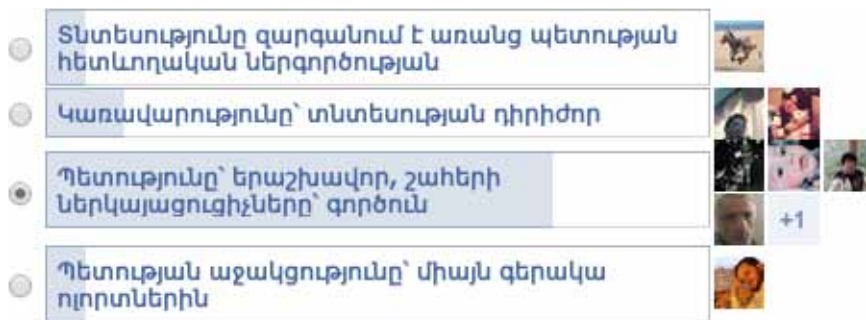 Տնտեսությունը զարգանում է առանց պետության
հետևողական ներգործության
Կառավարությունը՝ տնտեսության դիրիժոր
Պետությունը՝ երաշխավոր, շահերի
ներկայացուցիչները՝ գործուն
+1
Պետության աջակցությունը՝ միայն գերակա
ոլորտներին